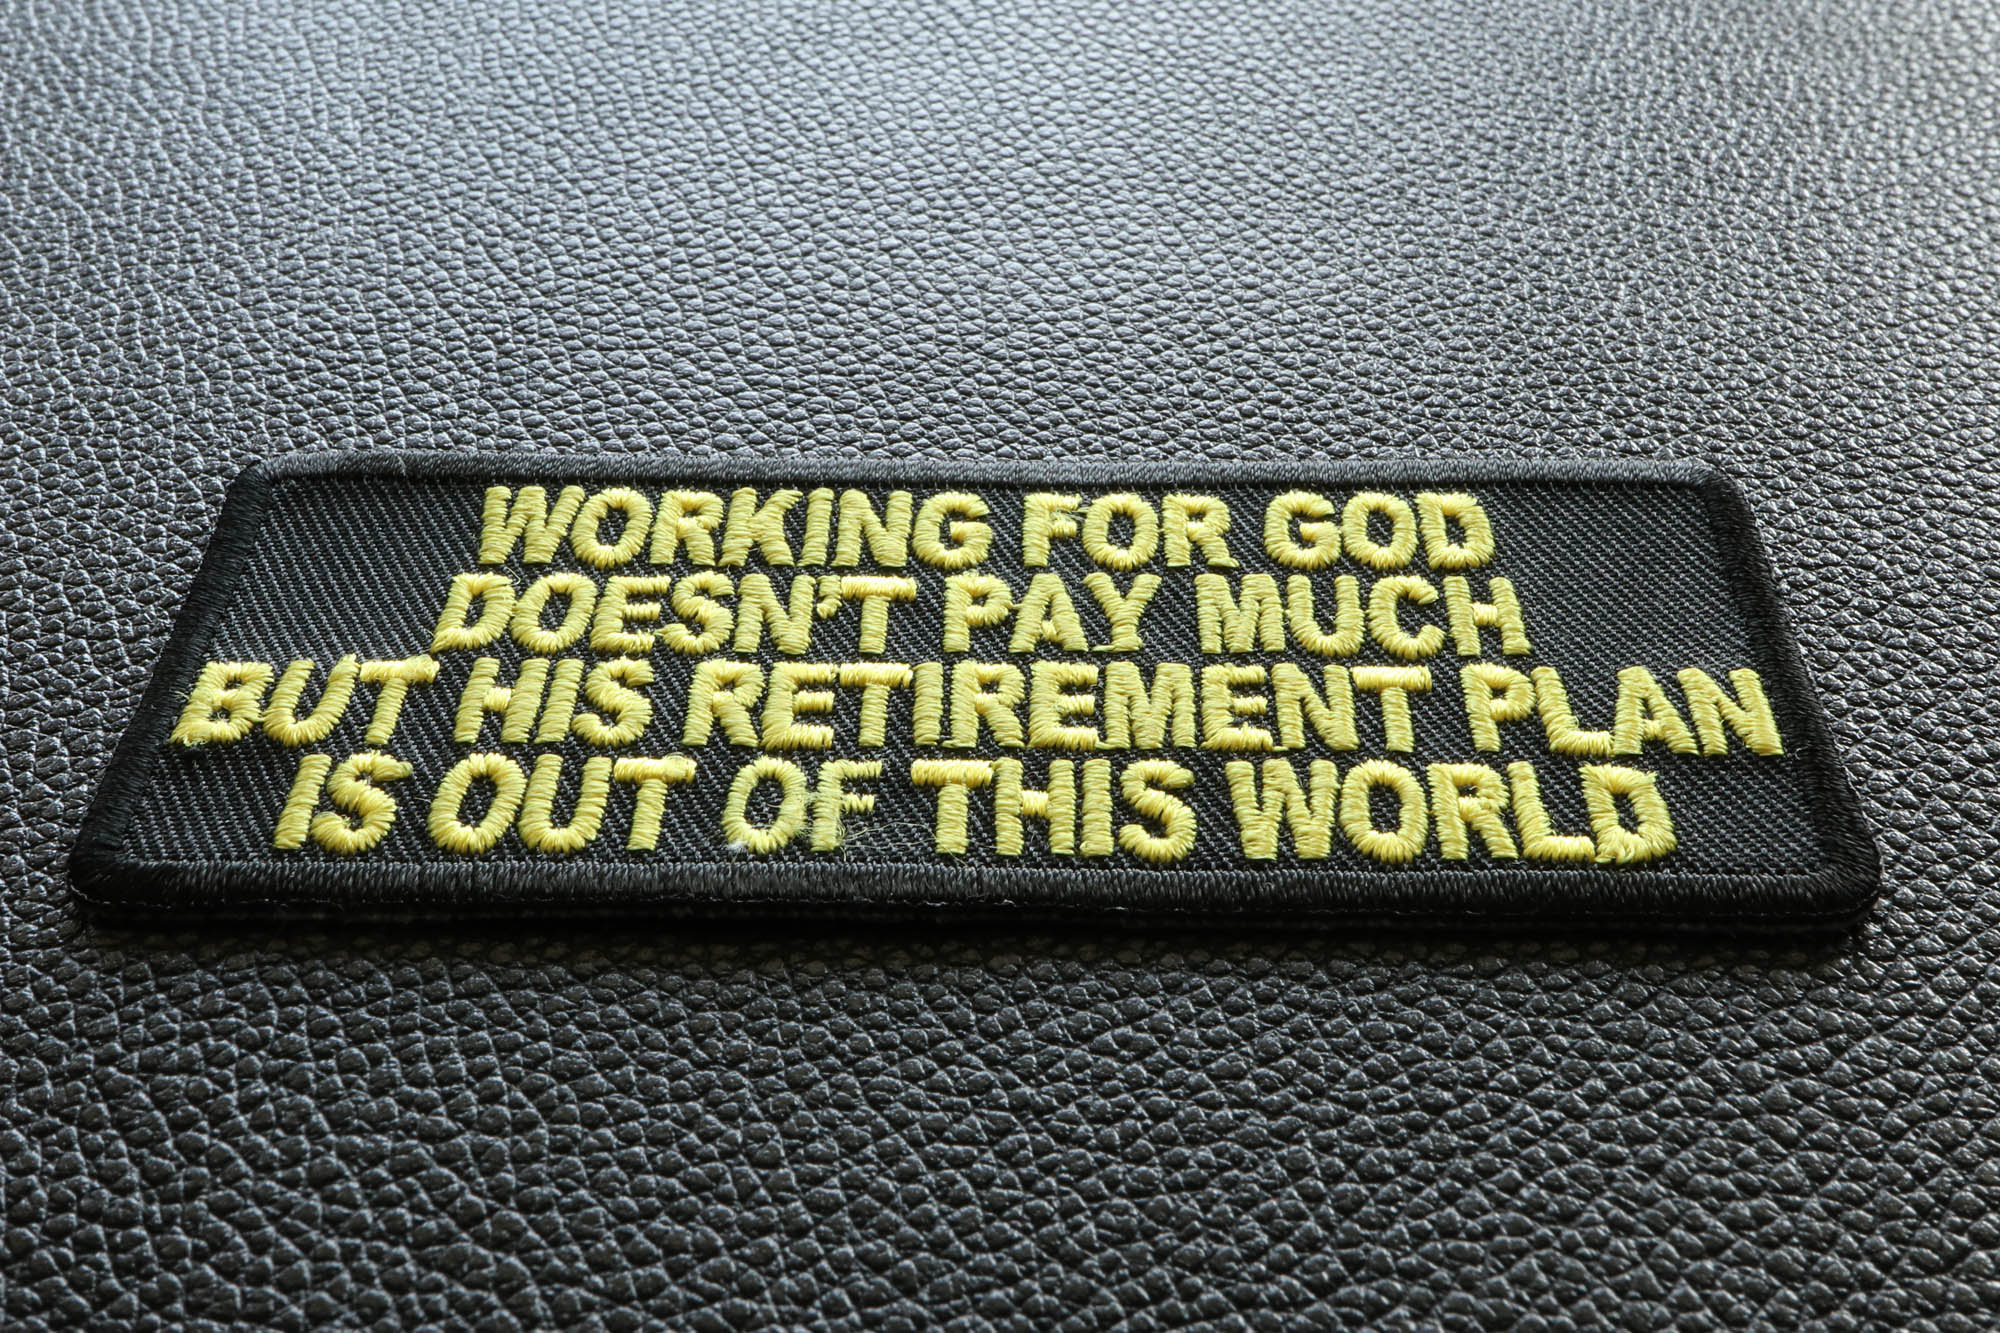 WORKING FOR GOD
DOESN'T PAY MUCH
BUT HIS RETIREMENT PLAN
IS OUT OF THIS WORLD